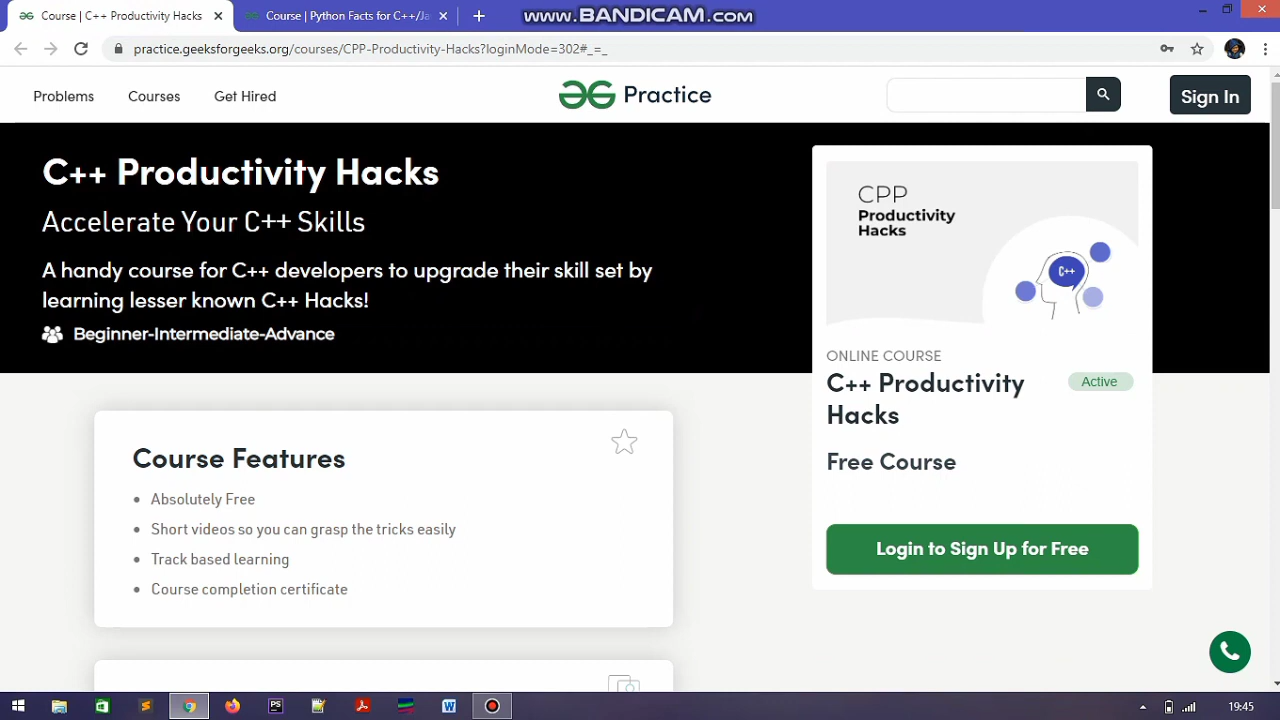 Course | C++ Productivity Hacks
Course | Python Facts for C++/Ja
WWW.BANDICAM.COM
practice.geeksforgeeks.org/courses/CPP-Productivity-Hacks?loginMode=302#_=_
Problems
Courses
Get Hired
Practice
Sign In
C++ Productivity Hacks
Accelerate Your C++ Skills
A handy course for C++ developers to upgrade their skill set by
learning lesser known C++ Hacks!
Beginner-Intermediate-Advance
CPP
Productivity
Hacks
C++
ONLINE COURSE
C++ Productivity
Hacks
Active
Free Course
Login to Sign Up for Free
Course Features
Absolutely Free
Short videos so you can grasp the tricks easily
Track based learning
Course completion certificate
19:45